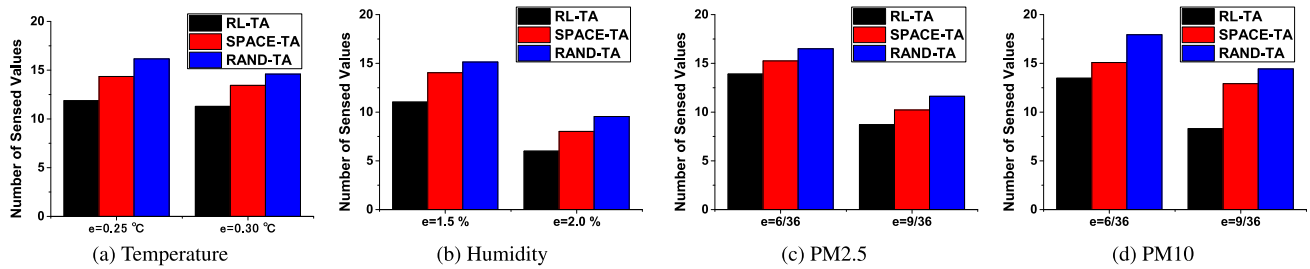 Number of Sensed Values
20
15
10
5
0
RL-TA
SPACE-TA
RAND-TA
e=0.25 °C
e=0.30 °C
(a) Temperature
Number of Sensed Values
20
15
10
5
0
RL-TA
SPACE-TA
RAND-TA
e=1.5 %
e=2.0 %
(b) Humidity
Number of Sensed Values
20
15
10
5
0
RL-TA
SPACE-TA
RAND-TA
e=6/36
e=9/36
(c) PM2.5
Number of Sensed Values
20
15
10
5
0
RL-TA
SPACE-TA
RAND-TA
e=6/36
e=9/36
(d) PM10